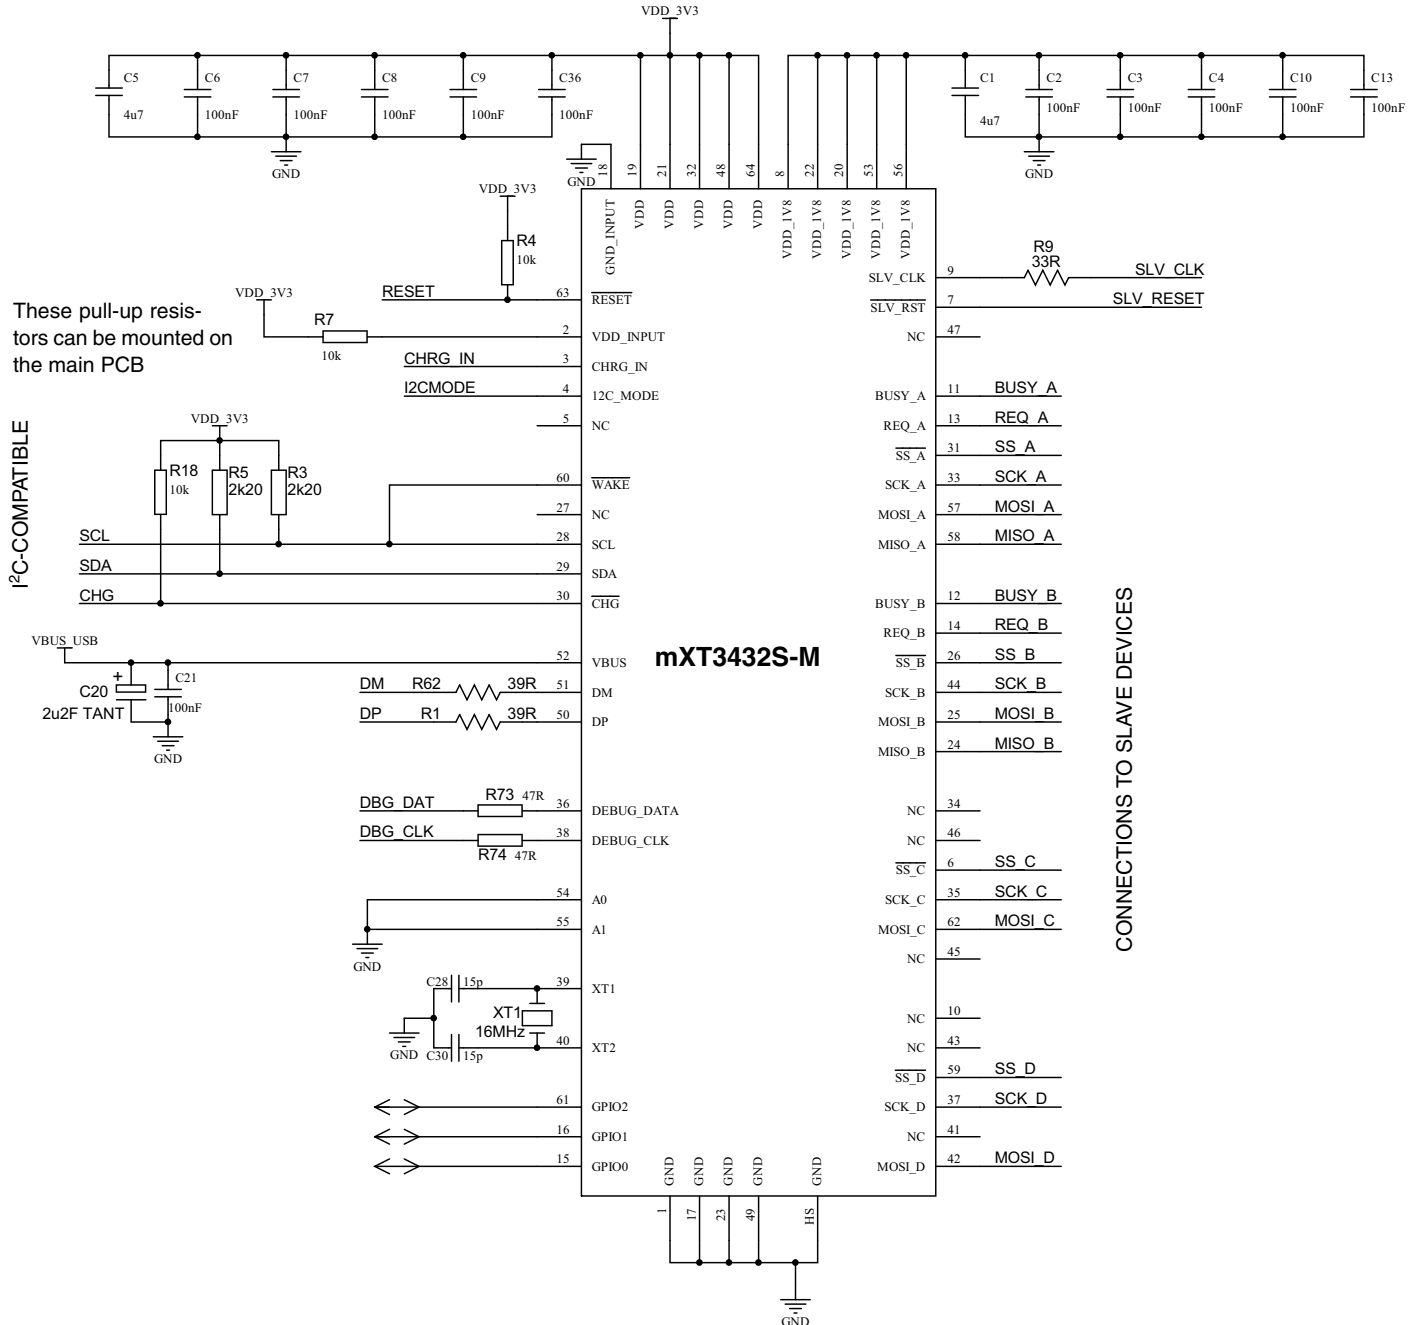 VDD_3V3
C5
C6
C7
C8
C9
C36
4u7
100nF
100nF
100nF
100nF
100nF
GND
C1
C2
C3
C4
C10
C13
4u7
100nF
100nF
100nF
100nF
100nF
GND
GND
18
19
21
32
48
64
8
22
20
53
56
GND_INPUT
VDD
VDD
VDD
VDD
VDD
VDD_1V8
VDD_1V8
VDD_1V8
VDD_1V8
VDD_1V8
VDD_3V3
R4
10k
RESET
63
RESET
These pull-up resis-
tors can be mounted on
the main PCB
VDD_3V3
R7
10k
2
VDD_INPUT
CHRG_IN
3
CHRG_IN
I2CMODE
4
12C_MODE
5
NC
I2C-COMPATIBLE
VDD_3V3
R18
10k
R5
2k20
R3
2k20
60
WAKE
27
NC
SCL
28
SCL
SDA
29
SDA
CHG
30
CHG
VBUS_USB
+
C20
2u2F TANT
C21
100nF
GND
52
VBUS
DM
R62
39R
51
DM
DP
R1
39R
50
DP
DBG_DAT
R73
47R
36
DEBUG_DATA
DBG_CLK
R74
47R
38
DEBUG_CLK
54
A0
55
A1
GND
C28
15p
39
XT1
XT1
16MHz
GND
C30
15p
40
XT2
61
GPIO2
16
GPIO1
15
GPIO0
mXT3432S-M
SLV_CLK
9
R9
33R
SLV_CLK
SLV_RST
7
SLV_RESET
NC
47
BUSY_A
11
BUSY_A
REQ_A
13
REQ_A
SS_A
31
SS_A
SCK_A
33
SCK_A
MOSI_A
57
MOSI_A
MISO_A
58
MISO_A
BUSY_B
12
BUSY_B
REQ_B
14
REQ_B
SS_B
26
SS_B
SCK_B
44
SCK_B
MOSI_B
25
MOSI_B
MISO_B
24
MISO_B
NC
34
NC
46
SS_C
6
SS_C
SCK_C
35
SCK_C
MOSI_C
62
MOSI_C
NC
45
NC
10
NC
43
SS_D
59
SS_D
SCK_D
37
SCK_D
NC
41
MOSI_D
42
MOSI_D
CONNECTIONS TO SLAVE DEVICES
GND
GND
GND
GND
GND
1
17
23
49
HS
GND